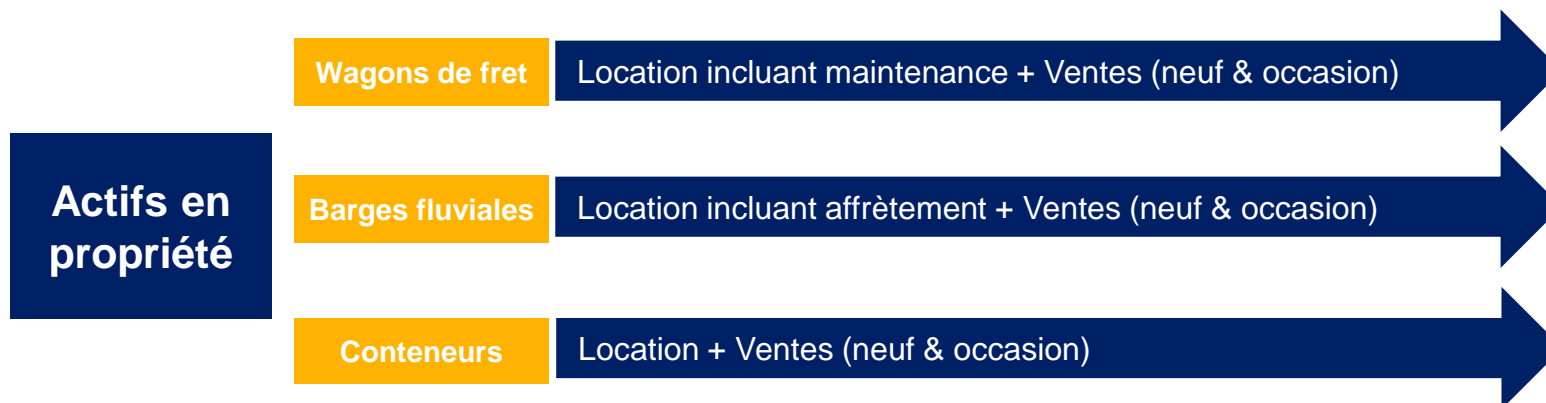 Actifs en
propriété
Wagons de fret
Location incluant maintenance + Ventes (neuf & occasion)
Barges fluviales
Location incluant affrètement + Ventes (neuf & occasion)
Conteneurs
Location + Ventes (neuf & occasion)